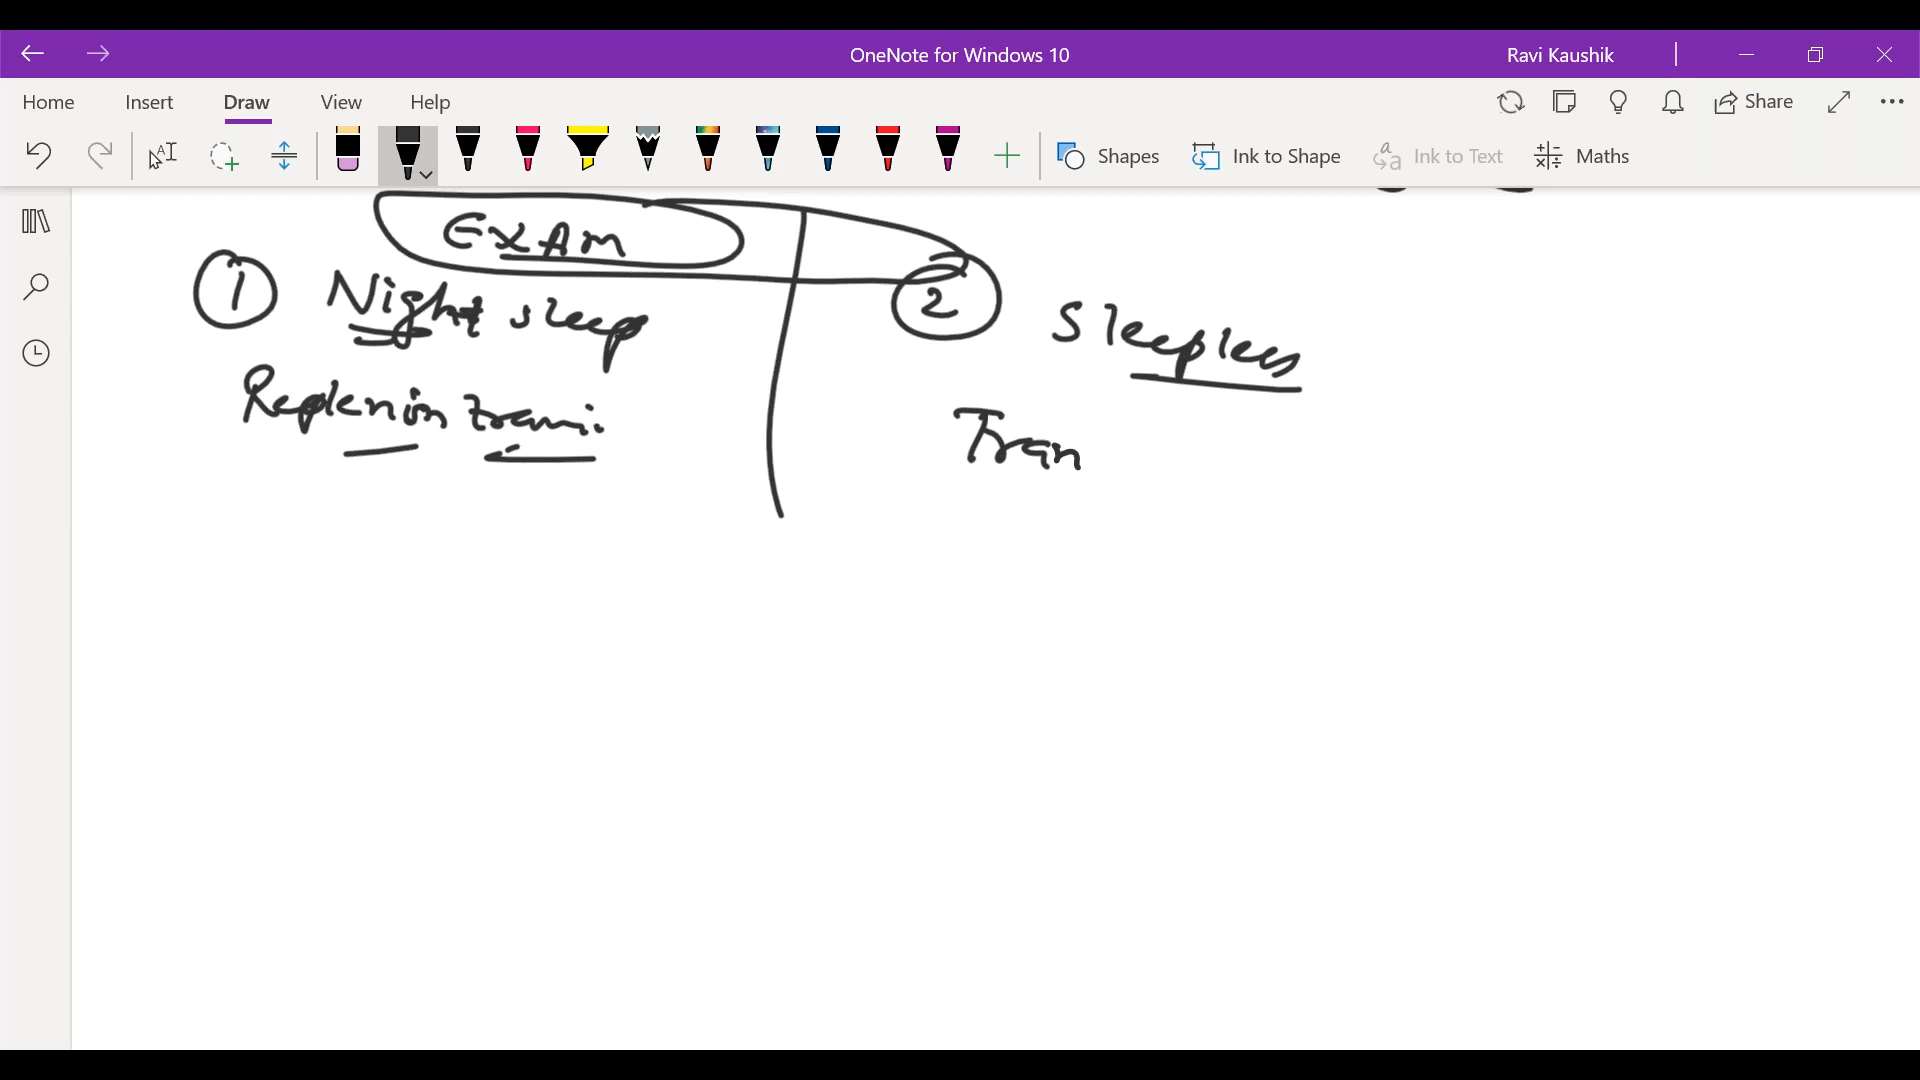 OneNote for Windows 10
Ravi Kaushik
Home Insert Draw View Help
Share
Shapes
Ink to Shape
Ink to Text
Maths
EXAM
1 Night sleep
2 Sleepless
Tran